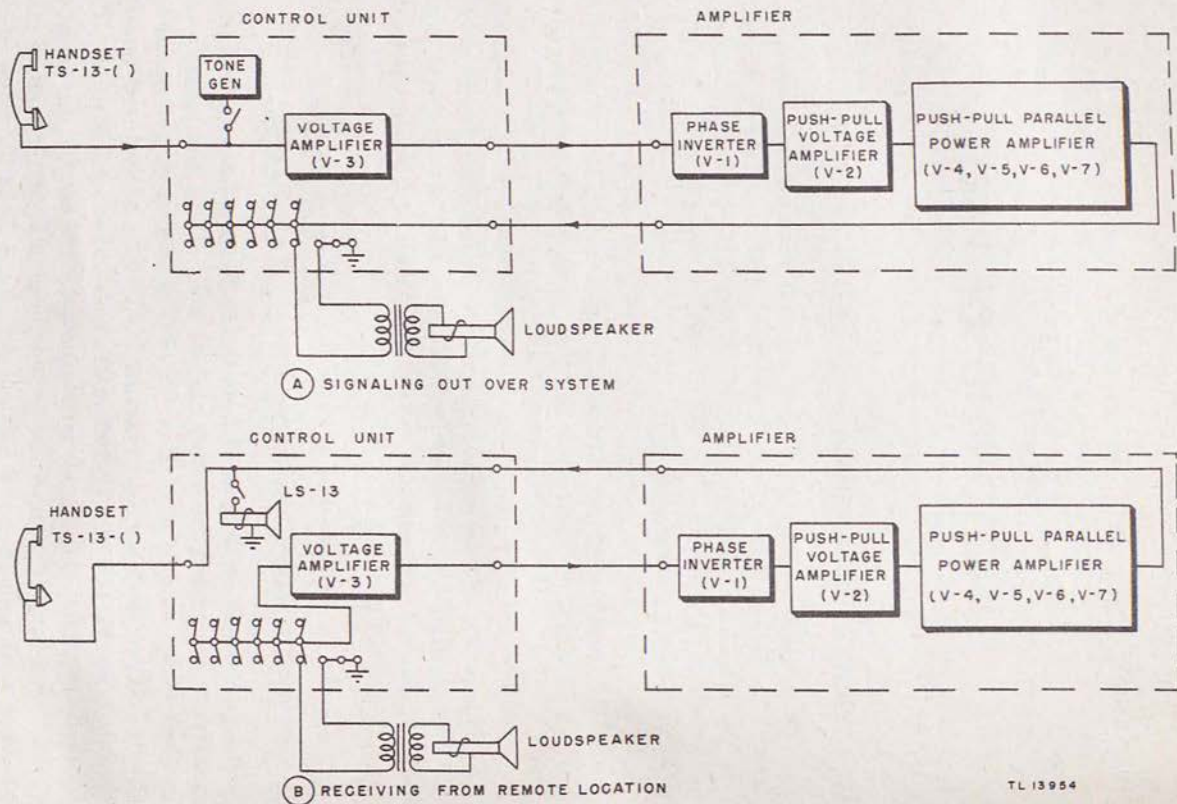 CONTROL UNIT
AMPLIFIER
HANDSET
TS-13-( )
TONE
GEN
VOLTAGE
AMPLIFIER
(V-3)
PHASE
INVERTER
(V-1)
PUSH-PULL
VOLTAGE
AMPLIFIER
(V-2)
PUSH-PULL PARALLEL
POWER AMPLIFIER
(V-4, V-5, V-6, V-7)
LOUDSPEAKER
A SIGNALING OUT OVER SYSTEM
CONTROL UNIT
AMPLIFIER
HANDSET
TS-13-( )
LS-13
VOLTAGE
AMPLIFIER
(V-3)
PHASE
INVERTER
(V-1)
PUSH-PULL
VOLTAGE
AMPLIFIER
(V-2)
PUSH-PULL PARALLEL
POWER AMPLIFIER
(V-4, V-5, V-6, V-7)
LOUDSPEAKER
B RECEIVING FROM REMOTE LOCATION
TL 13954